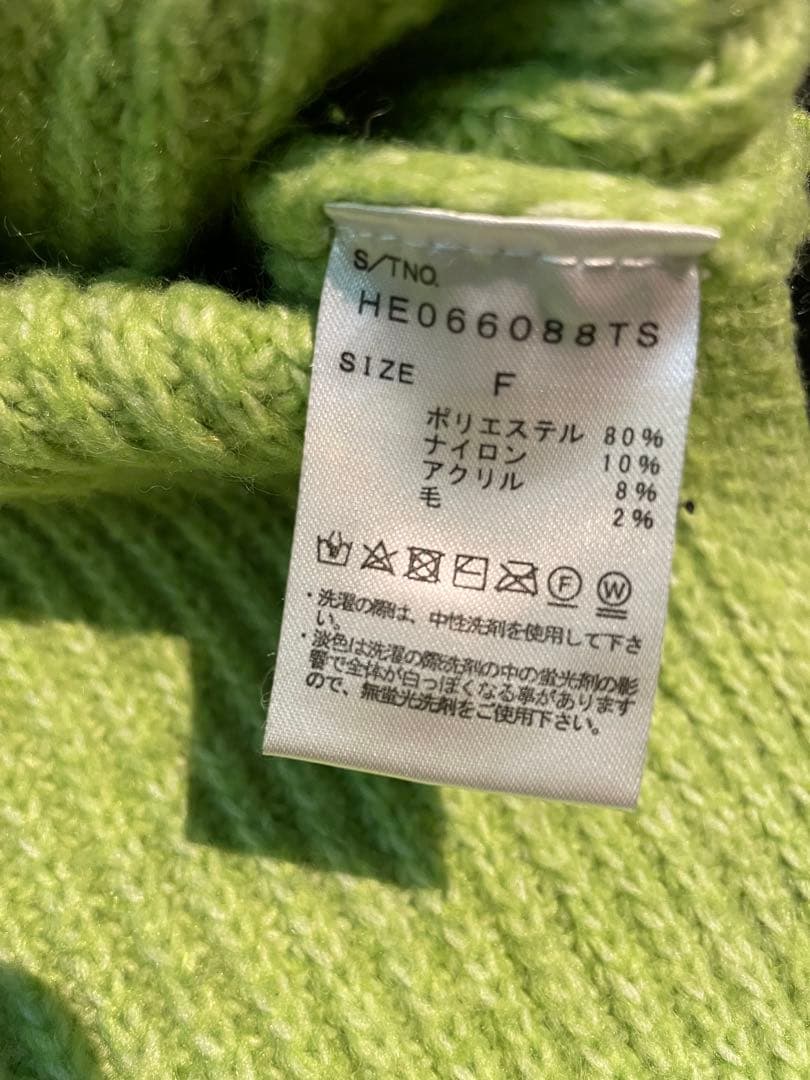 S/TNO.
HE066088TS
SIZE F
ポリエステル 80%
ナイロン 10%
アクリル 8%
毛 2%
F W
・洗濯の際は、中性洗剤を使用して下さ
い。
・淡色は洗濯の際洗剤の中の蛍光剤の影
響で全体が白っぽくなる事があります
ので、無蛍光洗剤をご使用下さい。